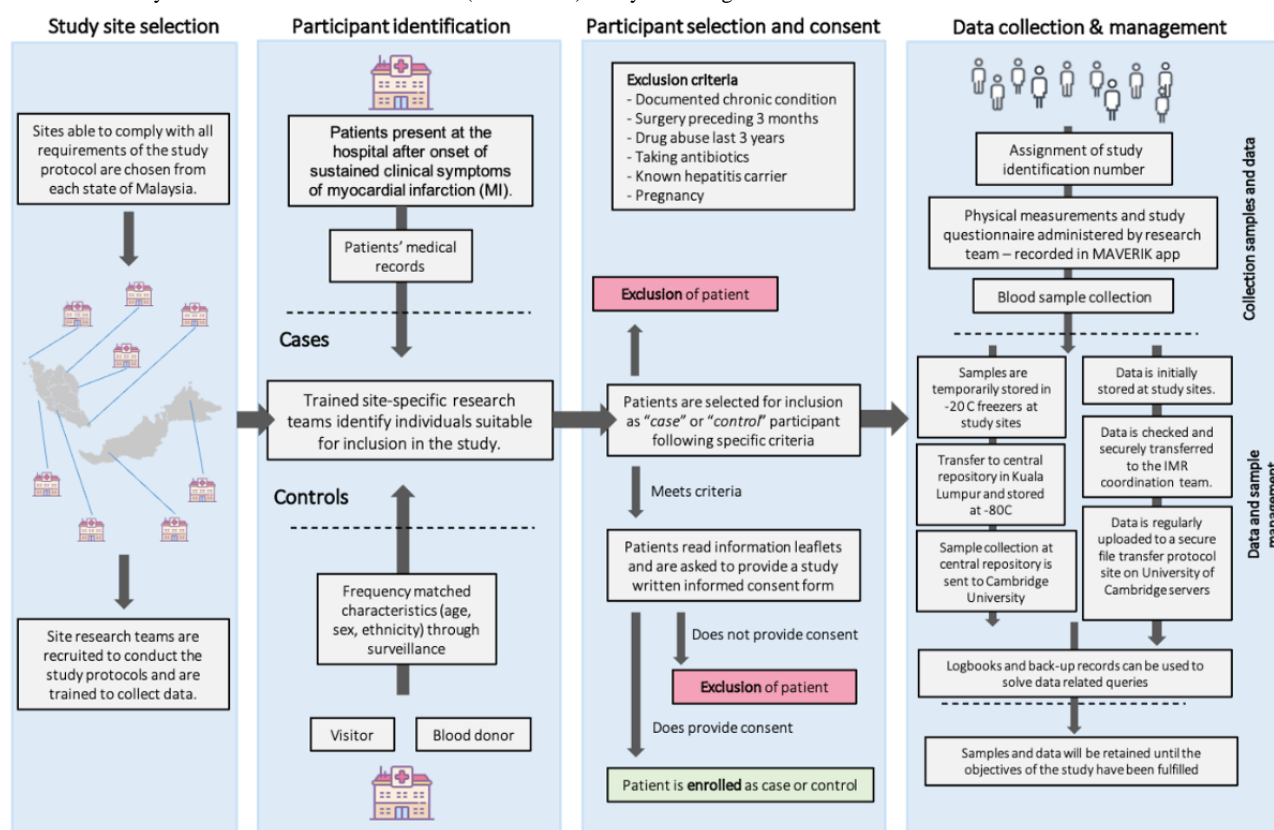 Study site selection
Sites able to comply with all
requirements of the study
protocol are chosen from
each state of Malaysia.
Site research teams are
recruited to conduct the
study protocols and are
trained to collect data.
Participant identification
Patients present at the
hospital after onset of
sustained clinical symptoms
of myocardial infarction (MI).
Patients' medical
records
Cases
Trained site-specific research
teams identify individuals suitable
for inclusion in the study.
Controls
Frequency matched
characteristics (age,
sex, ethnicity) through
surveillance
Visitor
Blood donor
Participant selection and consent
Exclusion criteria
- Documented chronic condition
- Surgery preceding 3 months
- Drug abuse last 3 years
- Taking antibiotics
- Known hepatitis carrier
- Pregnancy
Exclusion of patient
Patients are selected for inclusion
as "case" or "control" participant
following specific criteria
Meets criteria
Patients read information leaflets
and are asked to provide a study
written informed consent form
Does not provide consent
Exclusion of patient
Does provide consent
Patient is enrolled as case or control
Data collection & management
Assignment of study
identification number
Physical measurements and study
questionnaire administered by research
team – recorded in MAVERIK app
Blood sample collection
Collection samples and data
Samples are
temporarily stored in
-20 C freezers at
study sites
Transfer to central
repository in Kuala
Lumpur and stored
at -80C
Sample collection at
central repository is
sent to Cambridge
University
Data is initially
stored at study sites.
Data is checked and
securely transferred
to the IMR
coordination team.
Data is regularly
uploaded to a secure
file transfer protocol
site on University of
Cambridge servers
Data and sample
management
Logbooks and back-up records can be used to
solve data related queries
Samples and data will be retained until the
objectives of the study have been fulfilled